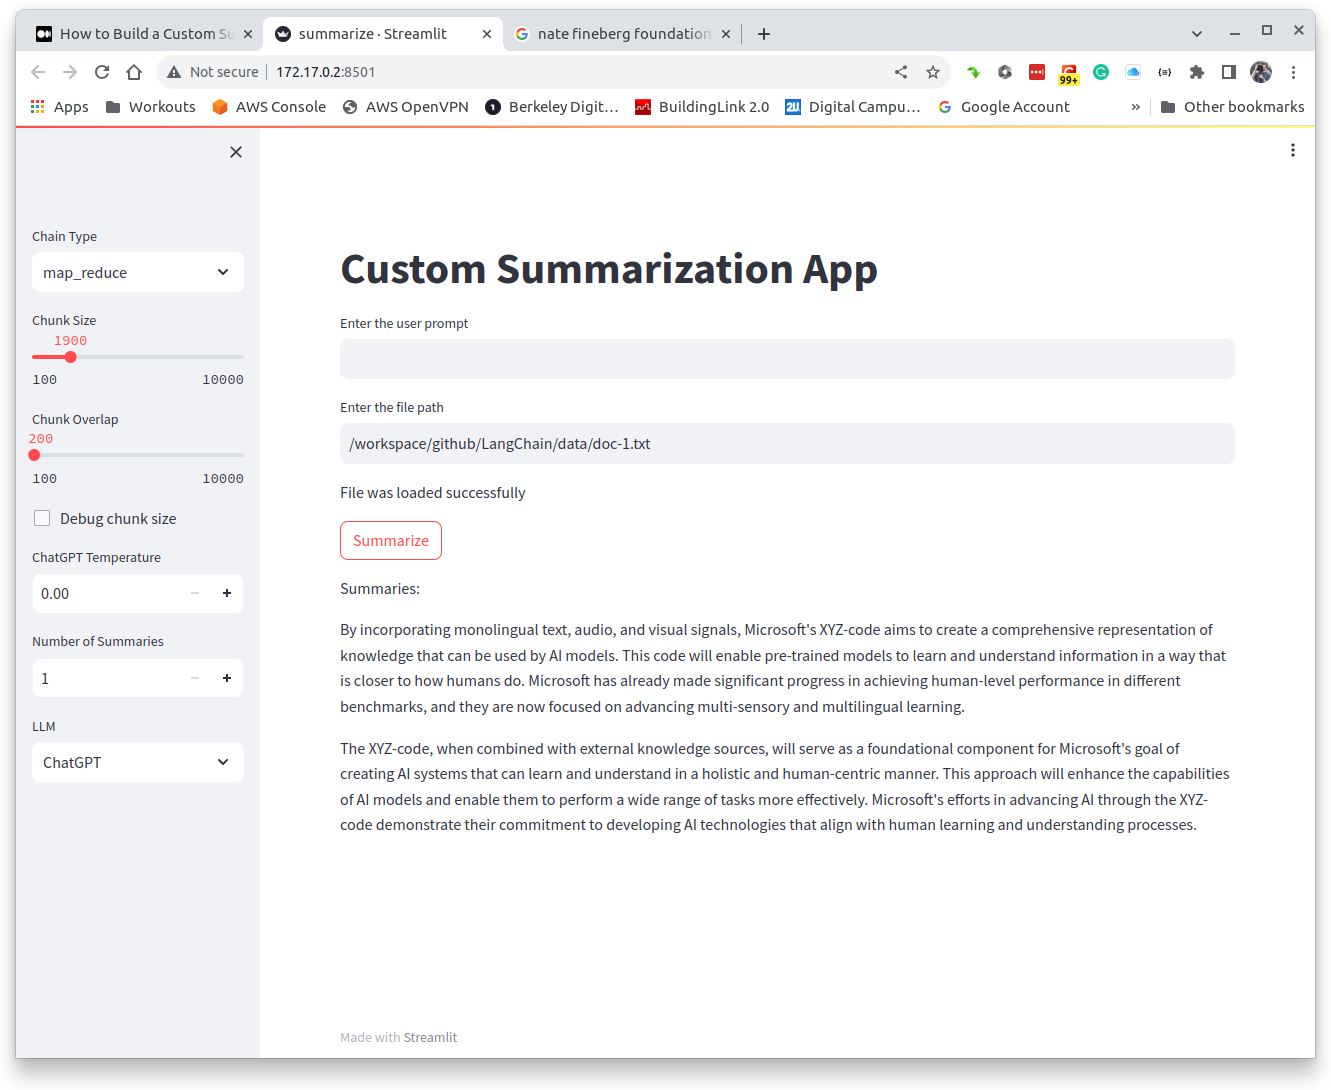 How to Build a Custom Su
summarize · Streamlit
nate fineberg foundation
Not secure
172.17.0.2:8501
99+
Apps
Workouts
AWS Console
AWS OpenVPN
Berkeley Digit...
BuildingLink 2.0
Digital Campu...
Google Account
»
Other bookmarks
Chain Type
map_reduce
Chunk Size
1900
100 10000
Chunk Overlap
200
100 10000
Debug chunk size
ChatGPT Temperature
0.00
Number of Summaries
1
LLM
ChatGPT
Custom Summarization App
Enter the user prompt
Enter the file path
/workspace/github/LangChain/data/doc-1.txt
File was loaded successfully
Summarize
Summaries:
By incorporating monolingual text, audio, and visual signals, Microsoft's XYZ-code aims to create a comprehensive representation of
knowledge that can be used by AI models. This code will enable pre-trained models to learn and understand information in a way that
is closer to how humans do. Microsoft has already made significant progress in achieving human-level performance in different
benchmarks, and they are now focused on advancing multi-sensory and multilingual learning.
The XYZ-code, when combined with external knowledge sources, will serve as a foundational component for Microsoft's goal of
creating AI systems that can learn and understand in a holistic and human-centric manner. This approach will enhance the capabilities
of AI models and enable them to perform a wide range of tasks more effectively. Microsoft's efforts in advancing AI through the XYZ-
code demonstrate their commitment to developing AI technologies that align with human learning and understanding processes.
Made with Streamlit